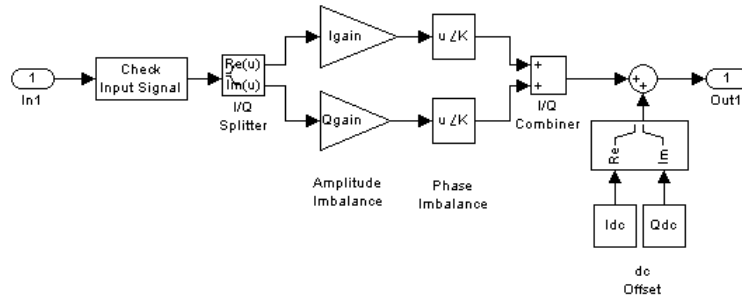 1
In1
Check
Input Signal
Re(u)
Im(u)
I/Q
Splitter
Igain
Qgain
Amplitude
Imbalance
u∠K
u∠K
Phase
Imbalance
+
+
I/Q
Combiner
+
+
1
Out1
Re
Im
Idc
Qdc
dc
Offset